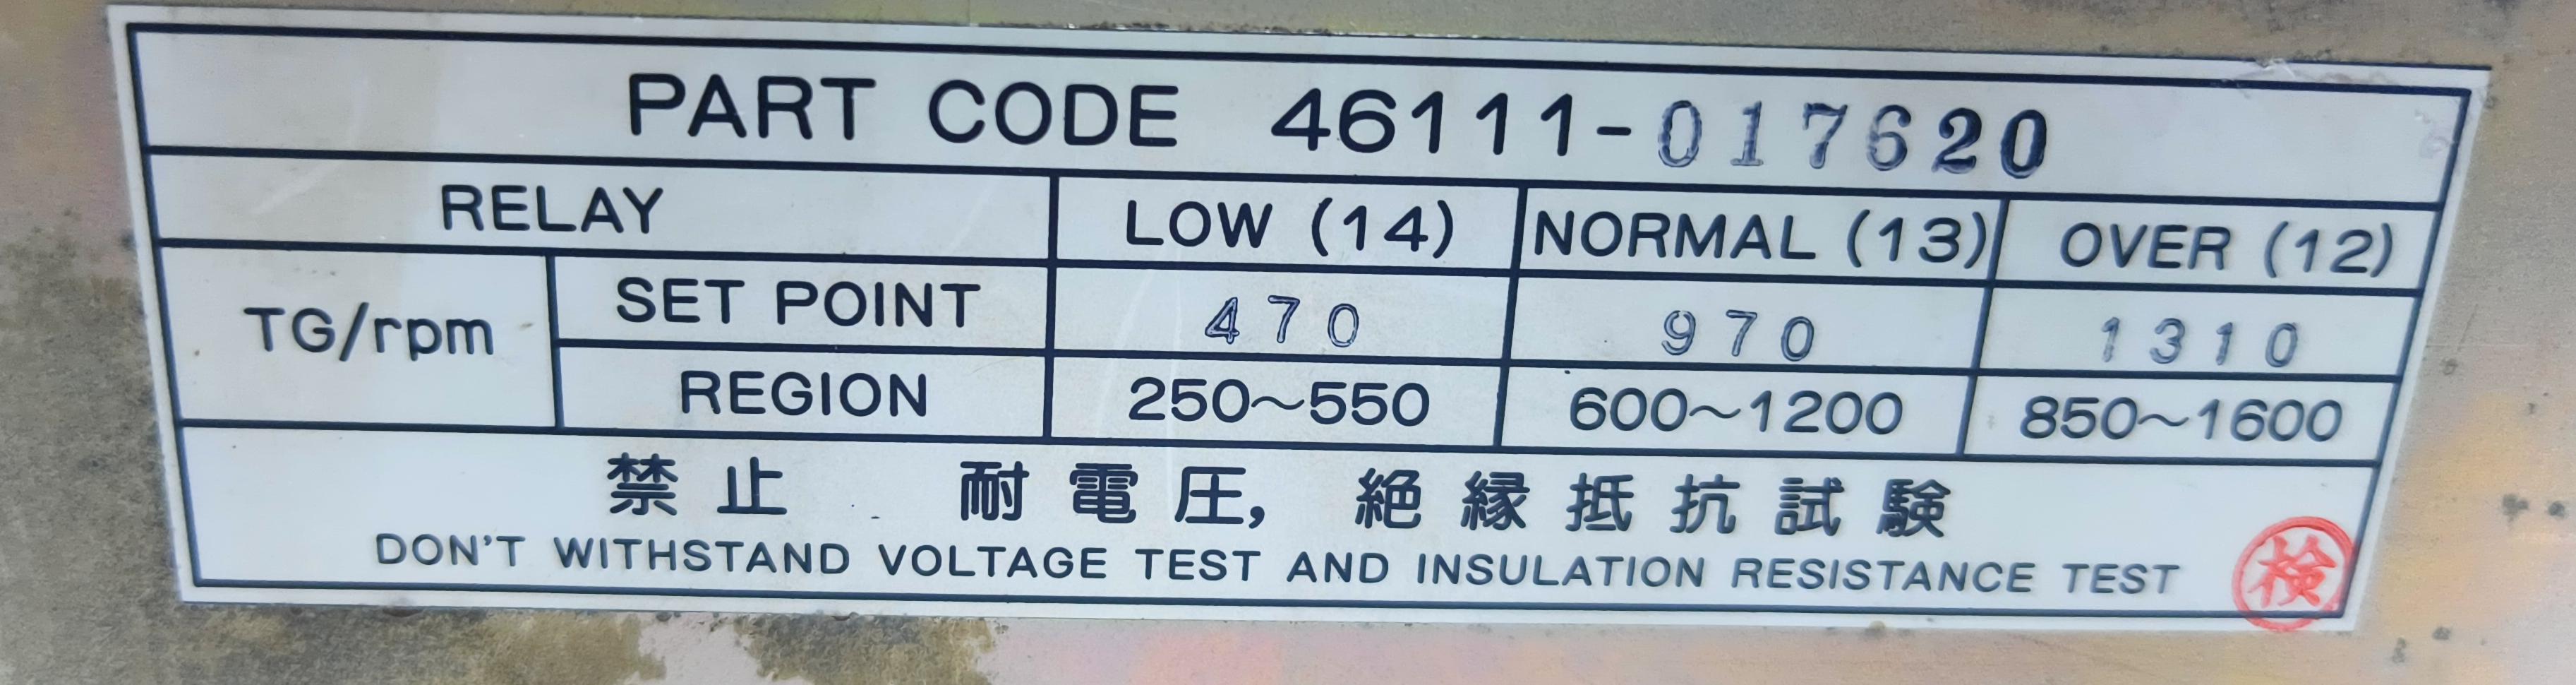 PART CODE 46111-017620
RELAY LOW (14) NORMAL (13) OVER (12)
TG/rpm SET POINT 470 970 1310
REGION 250～550 600～1200 850～1600
禁止 耐電圧，絶縁抵抗試験
DON'T WITHSTAND VOLTAGE TEST AND INSULATION RESISTANCE TEST
検